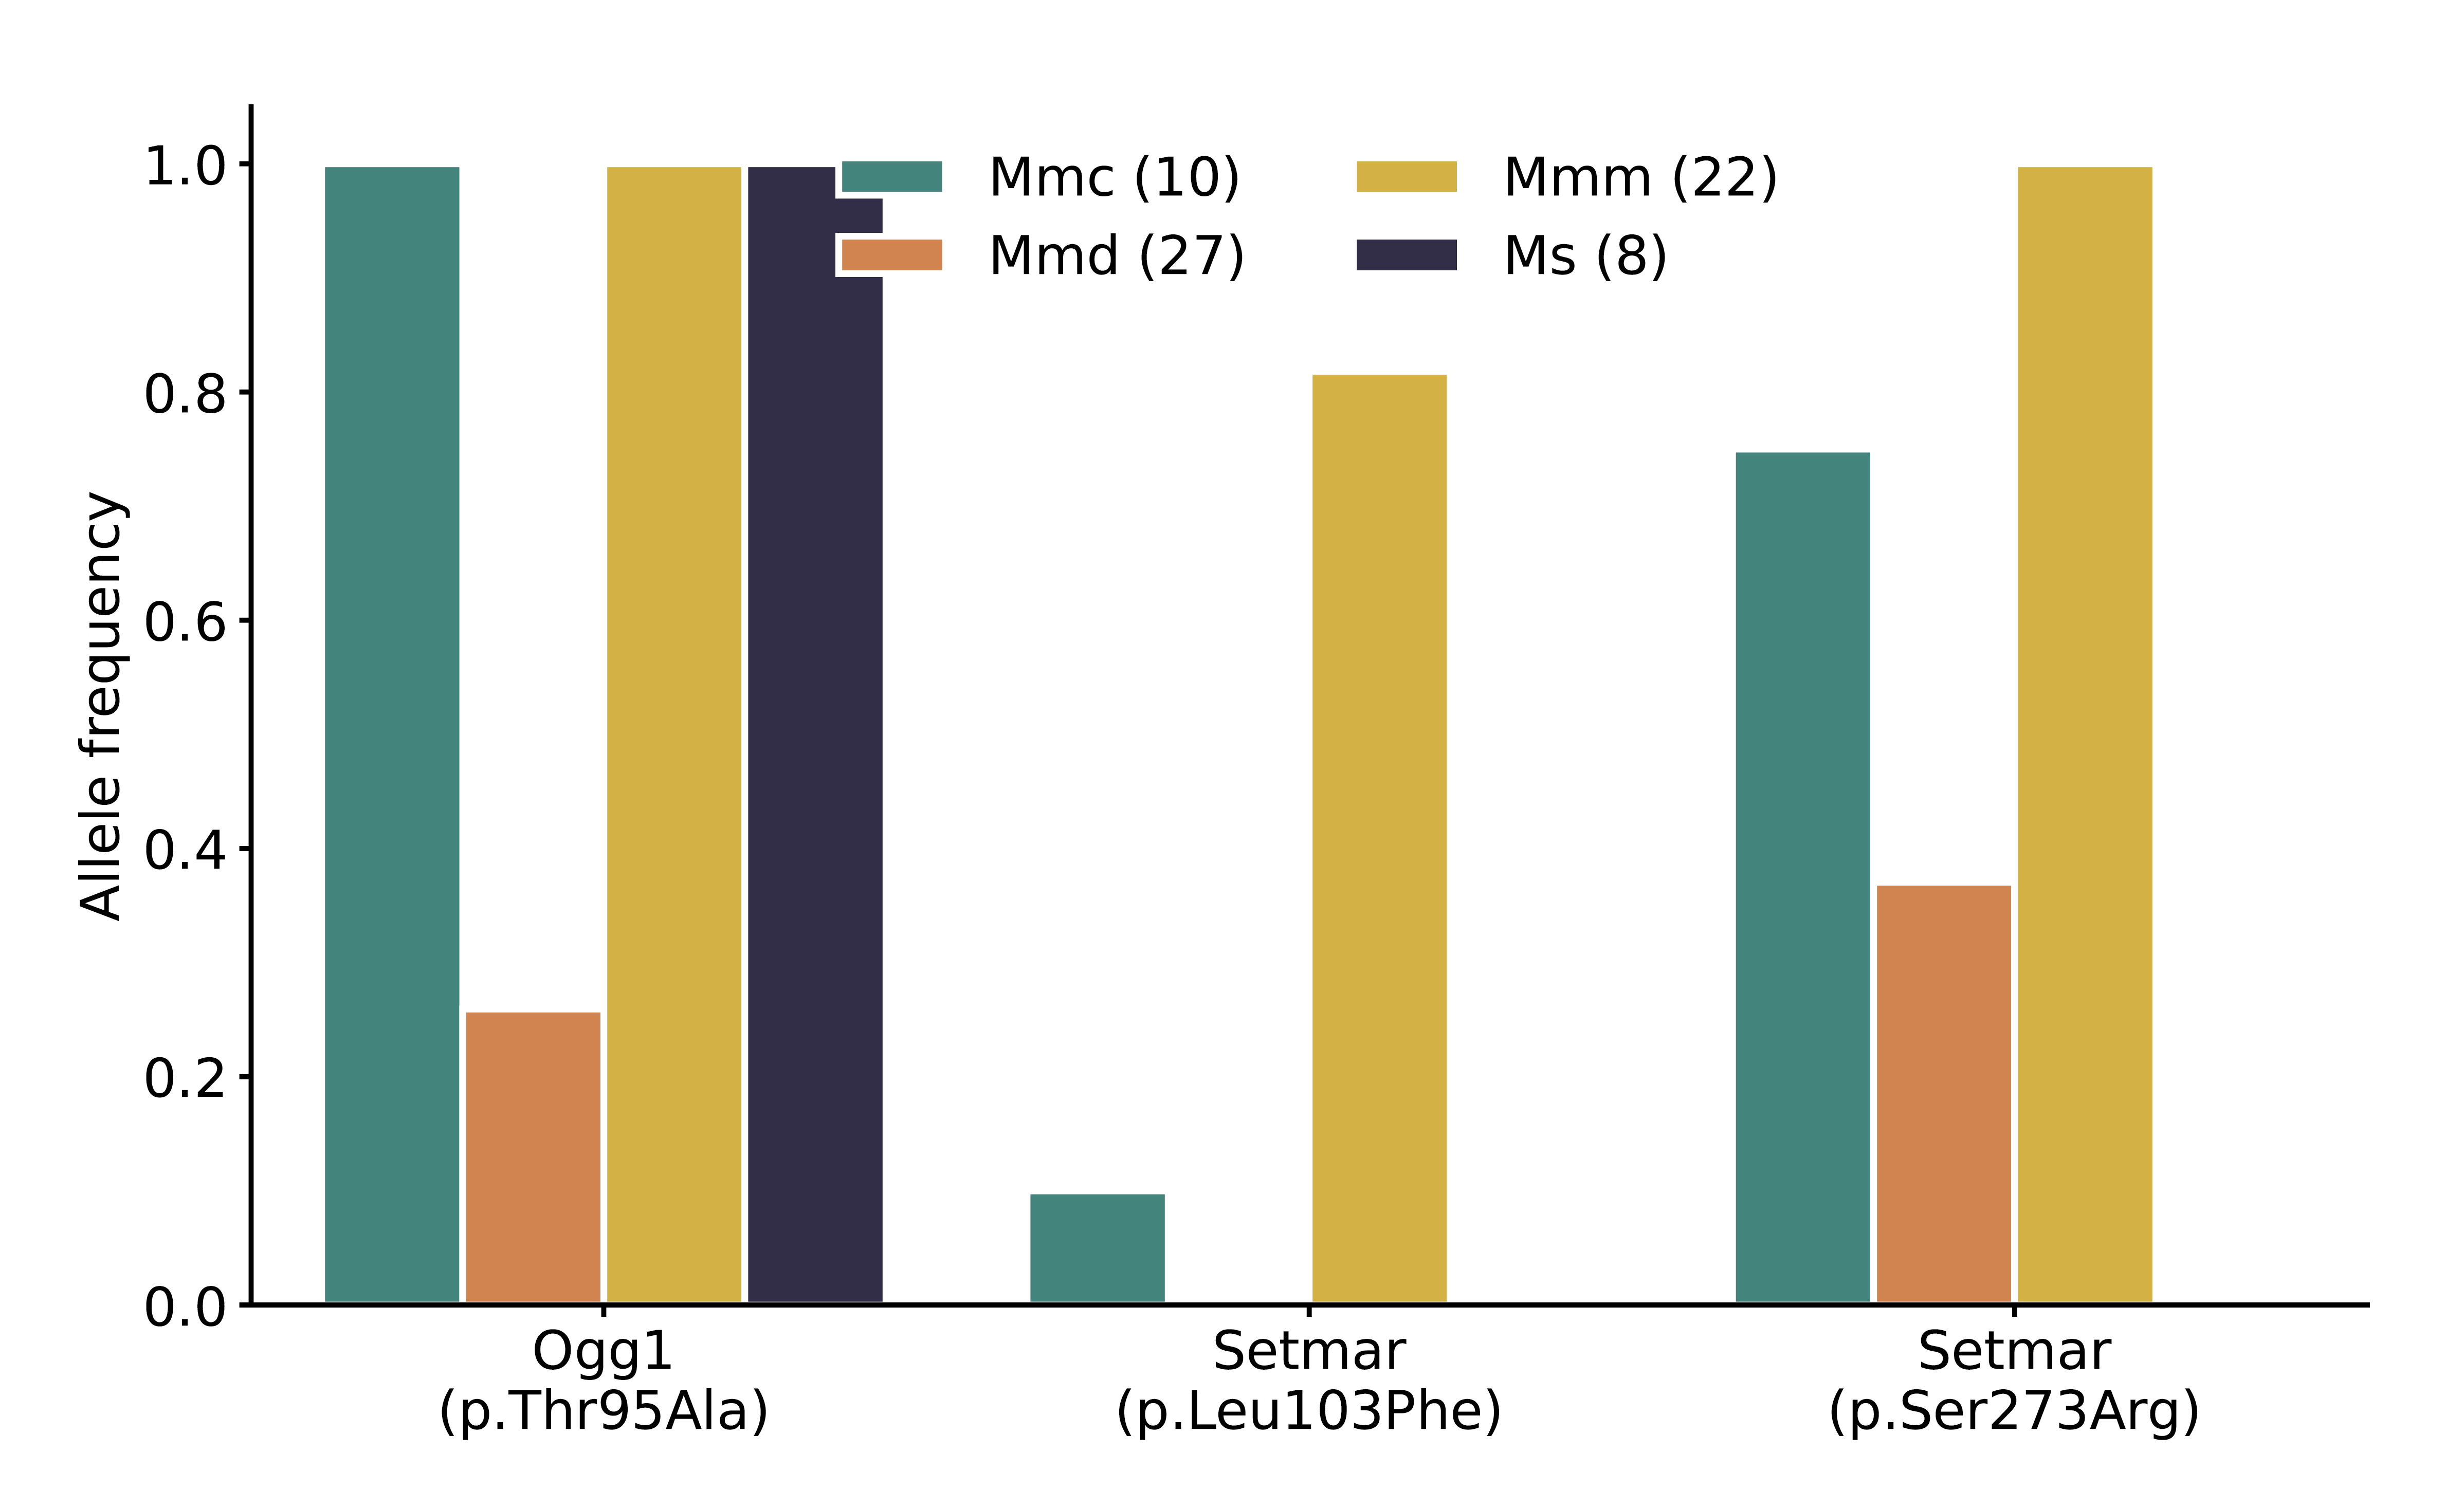 1.0
0.8
0.6
0.4
0.2
0.0
Allele frequency
Mmc (10)
Mmd (27)
Mmm (22)
Ms (8)
Ogg1
(p.Thr95Ala)
Setmar
(p.Leu103Phe)
Setmar
(p.Ser273Arg)